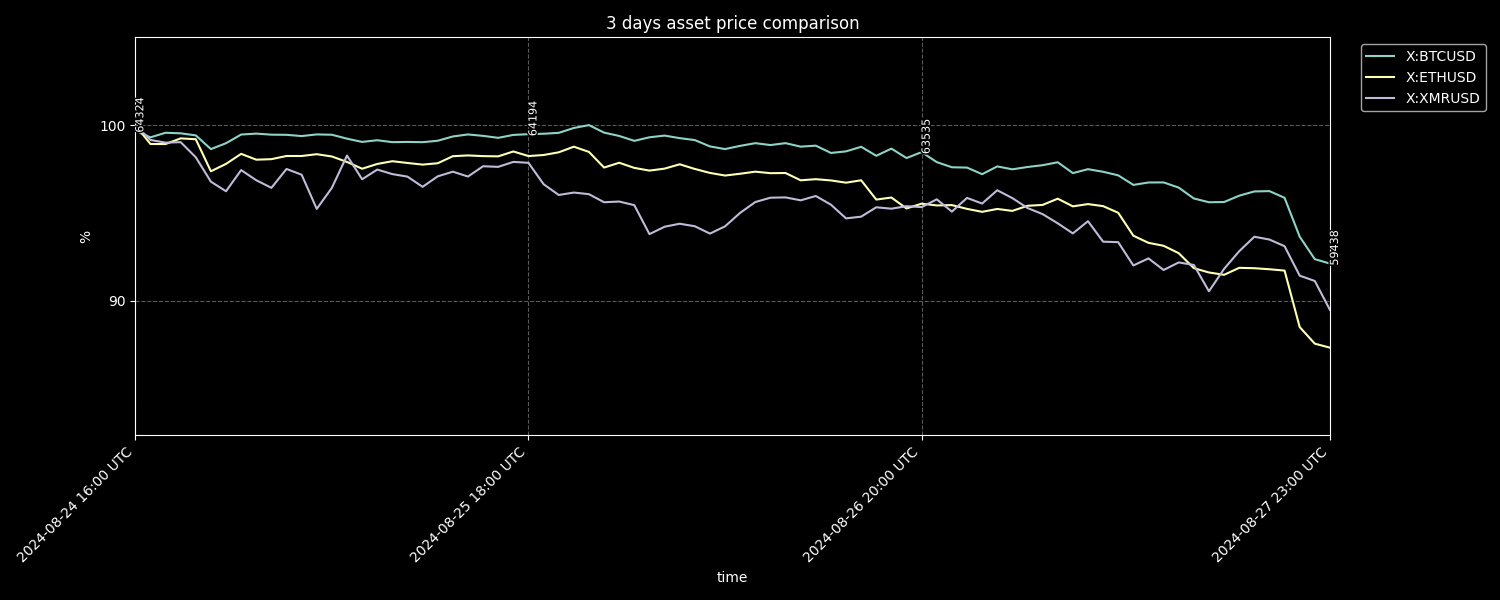 3 days asset price comparison
X:BTCUSD
X:ETHUSD
X:XMRUSD
64324
64194
63535
59438
100
90
%
2024-08-24 16:00 UTC
2024-08-25 18:00 UTC
2024-08-26 20:00 UTC
2024-08-27 23:00 UTC
time